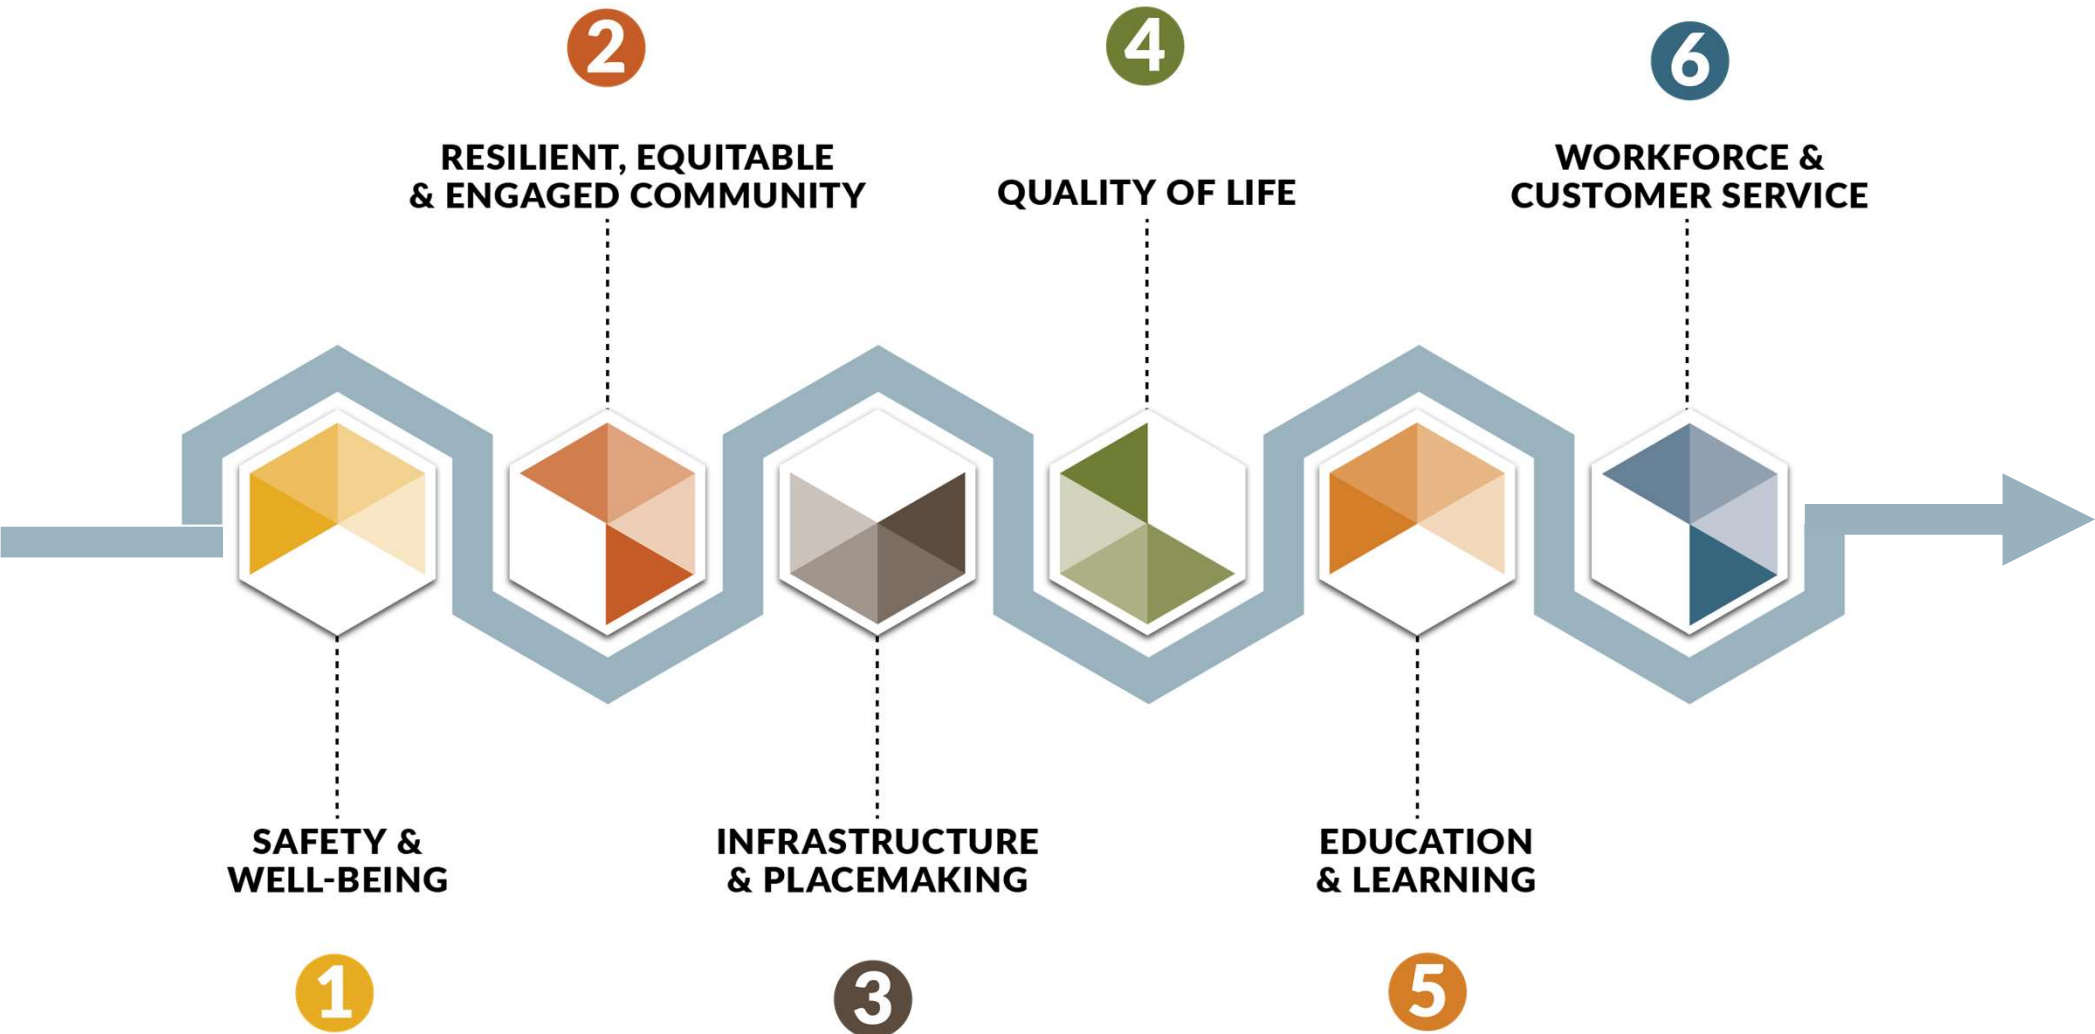 2
RESILIENT, EQUITABLE
& ENGAGED COMMUNITY
4
QUALITY OF LIFE
6
WORKFORCE &
CUSTOMER SERVICE
SAFETY &
WELL-BEING
1
INFRASTRUCTURE
& PLACEMAKING
3
EDUCATION
& LEARNING
5